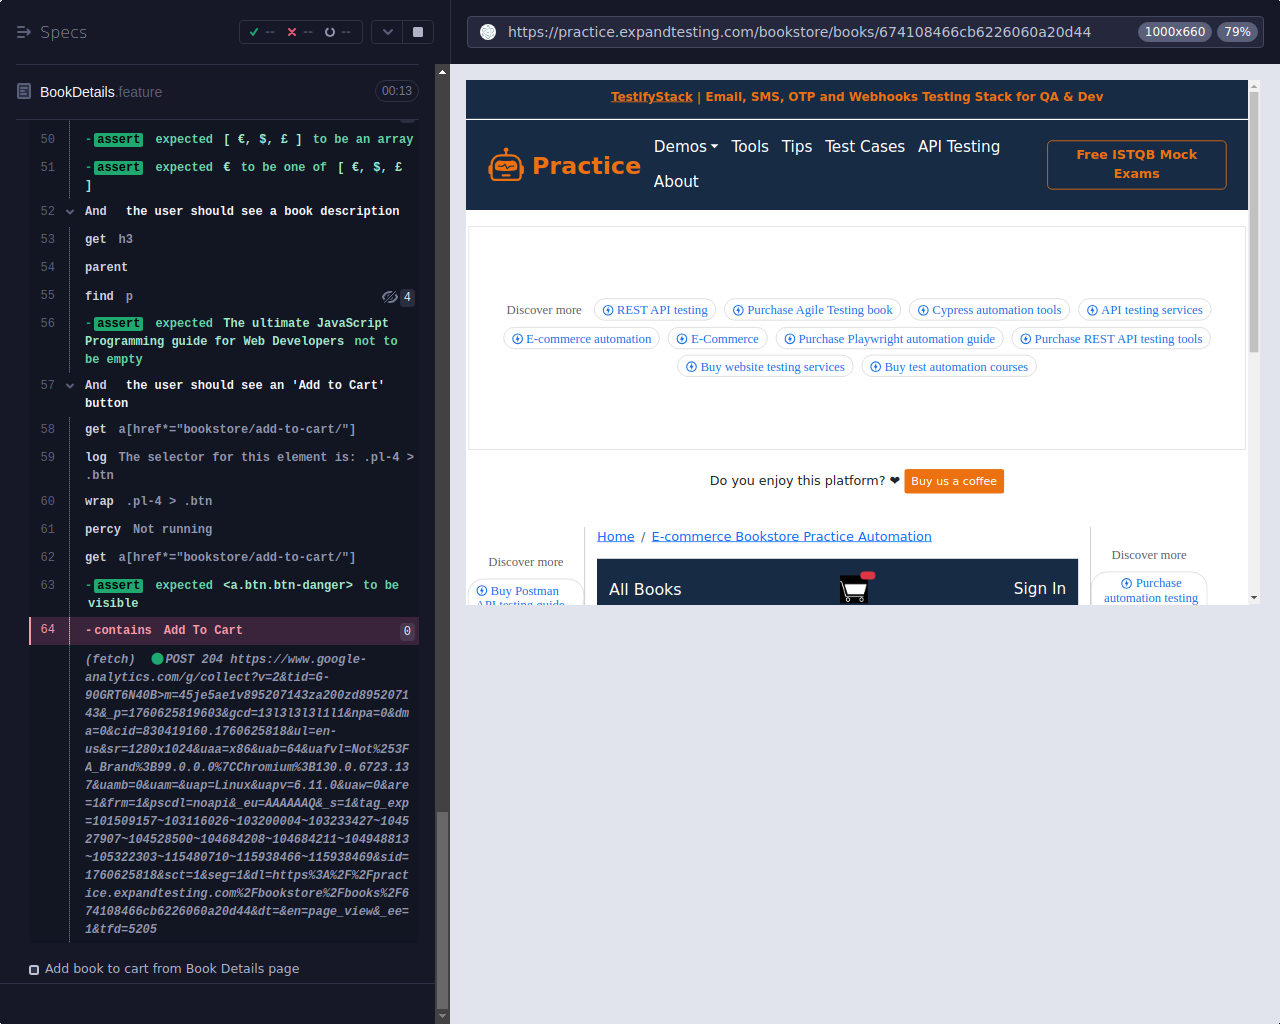 Specs
-- -- --
BookDetails.feature 00:13
50 -assert expected [ €, $, £ ] to be an array
51 -assert expected € to be one of [ €, $, £
]
52 And the user should see a book description
53 get h3
54 parent
55 find p 4
56 -assert expected The ultimate JavaScript
Programming guide for Web Developers not to
be empty
57 And the user should see an 'Add to Cart'
button
58 get a[href*="bookstore/add-to-cart/"]
59 log The selector for this element is: .pl-4 >
.btn
60 wrap .pl-4 > .btn
61 percy Not running
62 get a[href*="bookstore/add-to-cart/"]
63 -assert expected <a.btn.btn-danger> to be
visible
64 -contains Add To Cart 0
(fetch) POST 204 https://www.google-
analytics.com/g/collect?v=2&tid=G-
90GRT6N40B>m=45je5ae1v895207143za200zd8952071
43&_p=1760625819603&gcd=13l3l3l3l1l1&npa=0&dm
a=0&cid=830419160.1760625818&ul=en-
us&sr=1280x1024&uaa=x86&uab=64&uafvl=Not%253F
A_Brand%3B99.0.0.0%7CChromium%3B130.0.6723.13
7&uamb=0&uam=&uap=Linux&uapv=6.11.0&uaw=0&are
=1&frm=1&pscdl=noapi&_eu=AAAAAAQ&_s=1&tag_exp
=101509157~103116026~103200004~103233427~1045
27907~104528500~104684208~104684211~104948813
~105322303~115480710~115938466~115938469&sid=
1760625818&sct=1&seg=1&dl=https%3A%2F%2Fpract
ice.expandtesting.com%2Fbookstore%2Fbooks%2F6
74108466cb6226060a20d44&dt=&en=page_view&_ee=
1&tfd=5205
Add book to cart from Book Details page
https://practice.expandtesting.com/bookstore/books/674108466cb6226060a20d44 1000x660 79%
TestifyStack | Email, SMS, OTP and Webhooks Testing Stack for QA & Dev
Practice
Demos Tools Tips Test Cases API Testing
About
Free ISTQB Mock
Exams
Discover more REST API testing Purchase Agile Testing book Cypress automation tools API testing services
E-commerce automation E-Commerce Purchase Playwright automation guide Purchase REST API testing tools
Buy website testing services Buy test automation courses
Do you enjoy this platform? ❤ Buy us a coffee
Discover more
Buy Postman
API testing guide
Home / E-commerce Bookstore Practice Automation
All Books Sign In
Discover more
Purchase
automation testing